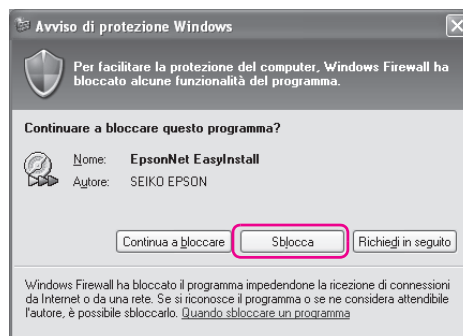 Avviso di protezione Windows
Per facilitare la protezione del computer, Windows Firewall ha
bloccato alcune funzionalità del programma.
Continuare a bloccare questo programma?
Nome: EpsonNet EasyInstall
Autore: SEIKO EPSON
Continua a bloccare Sblocca Richiedi in seguito
Windows Firewall ha bloccato il programma impedendone la ricezione di connessioni
da Internet o da una rete. Se si riconosce il programma o se ne considera attendibile
l'autore, è possibile sbloccarlo. Quando sbloccare un programma